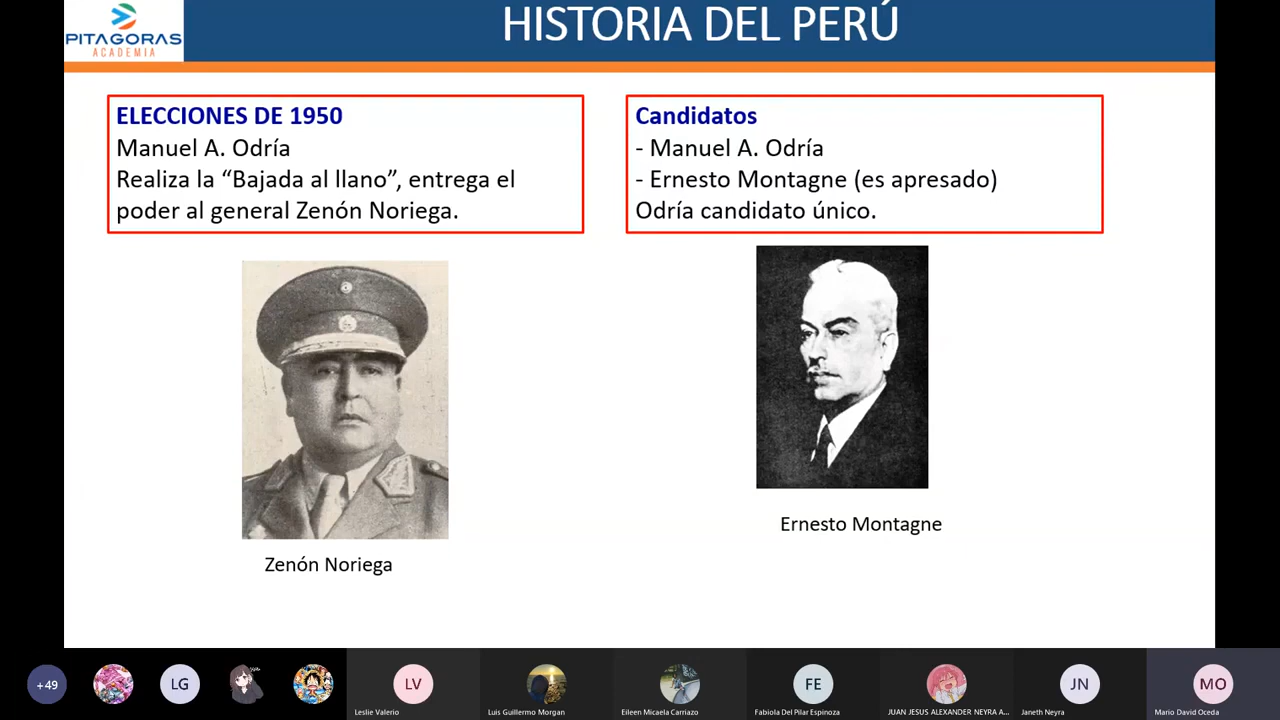 PITAGORAS
ACADEMIA
HISTORIA DEL PERÚ
ELECCIONES DE 1950
Manuel A. Odría
Realiza la “Bajada al llano”, entrega el
poder al general Zenón Noriega.
Candidatos
- Manuel A. Odría
- Ernesto Montagne (es apresado)
Odría candidato único.
Zenón Noriega
Ernesto Montagne
+49
LG
LV
FE
JN
MO
Leslie Valerio
Luis Guillermo Morgan
Eileen Micaela Carriazo
Fabiola Del Pilar Espinoza
JUAN JESUS ALEXANDER NEYRA A...
Janeth Neyra
Mario David Oceda